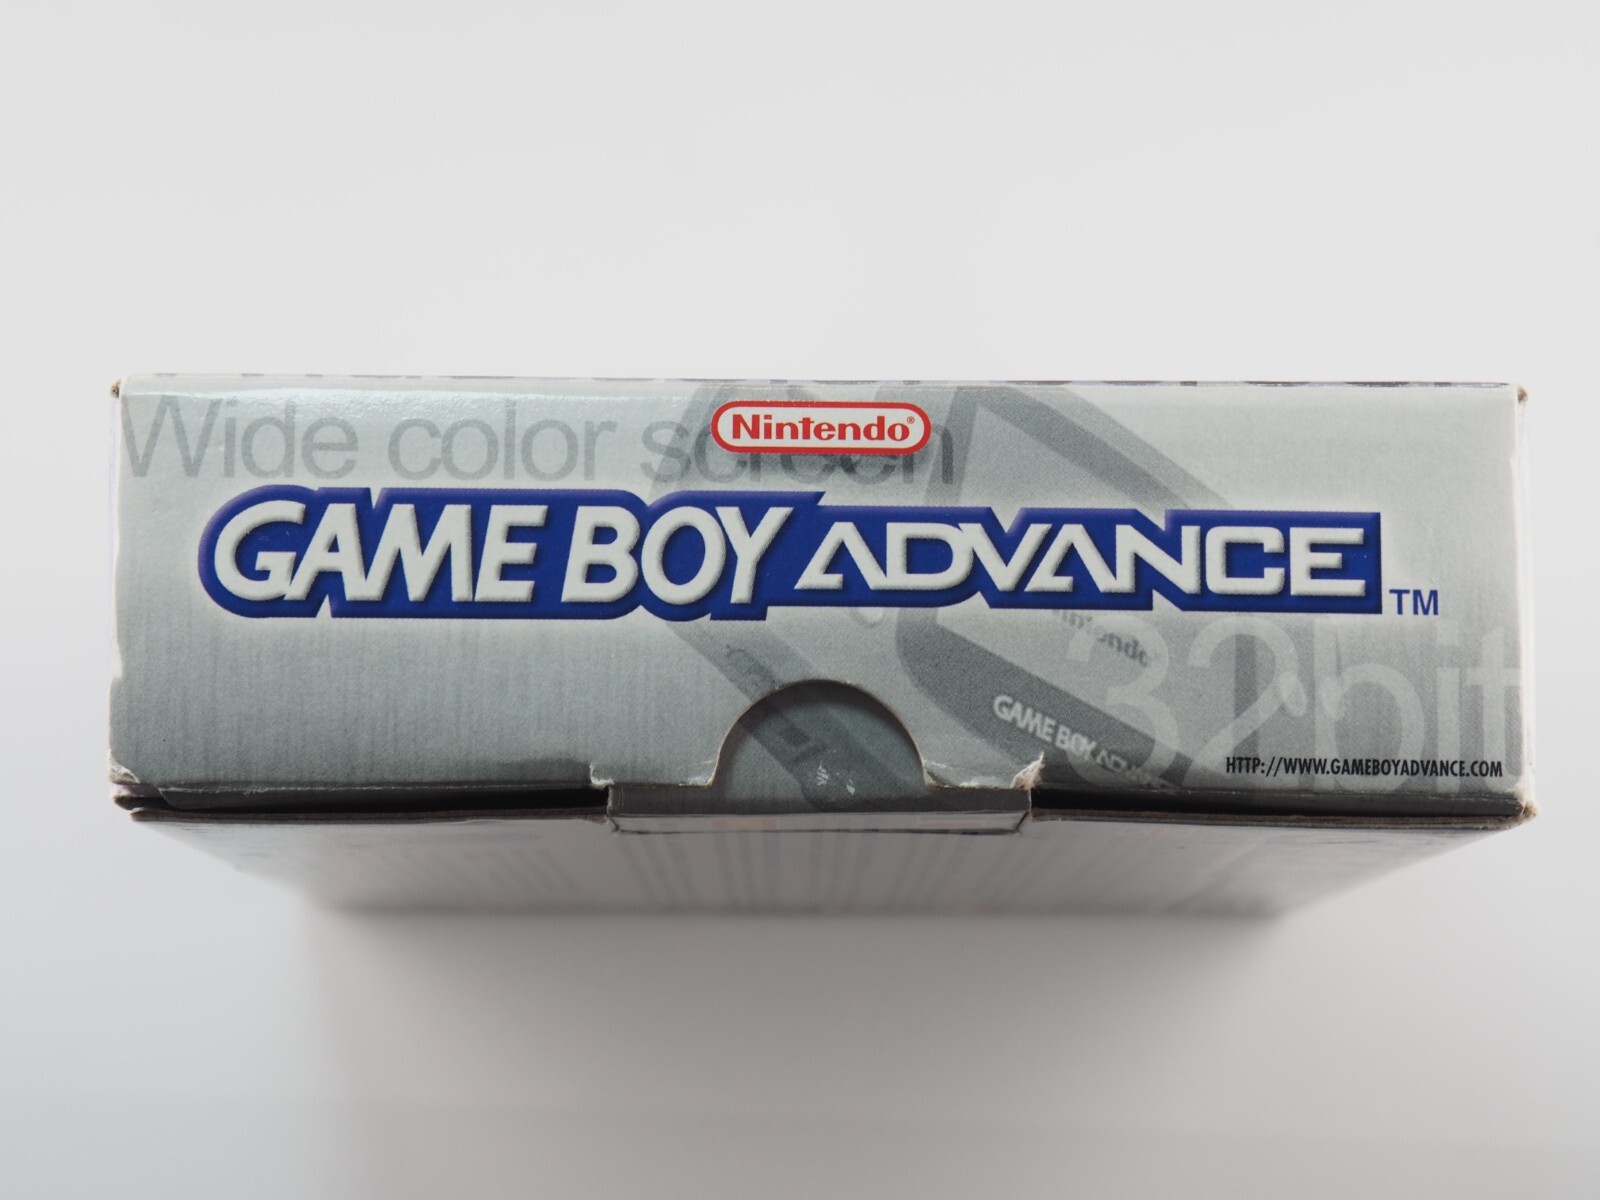 Wide color screen
Nintendo®
GAME BOY ADVANCE TM
Nintendo
32bit
GAME BOY ADVANCE
HTTP://WWW.GAMEBOYADVANCE.COM